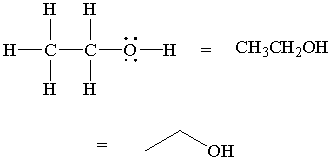 H H
H C C O H = CH₃CH₂OH
H H
= OH